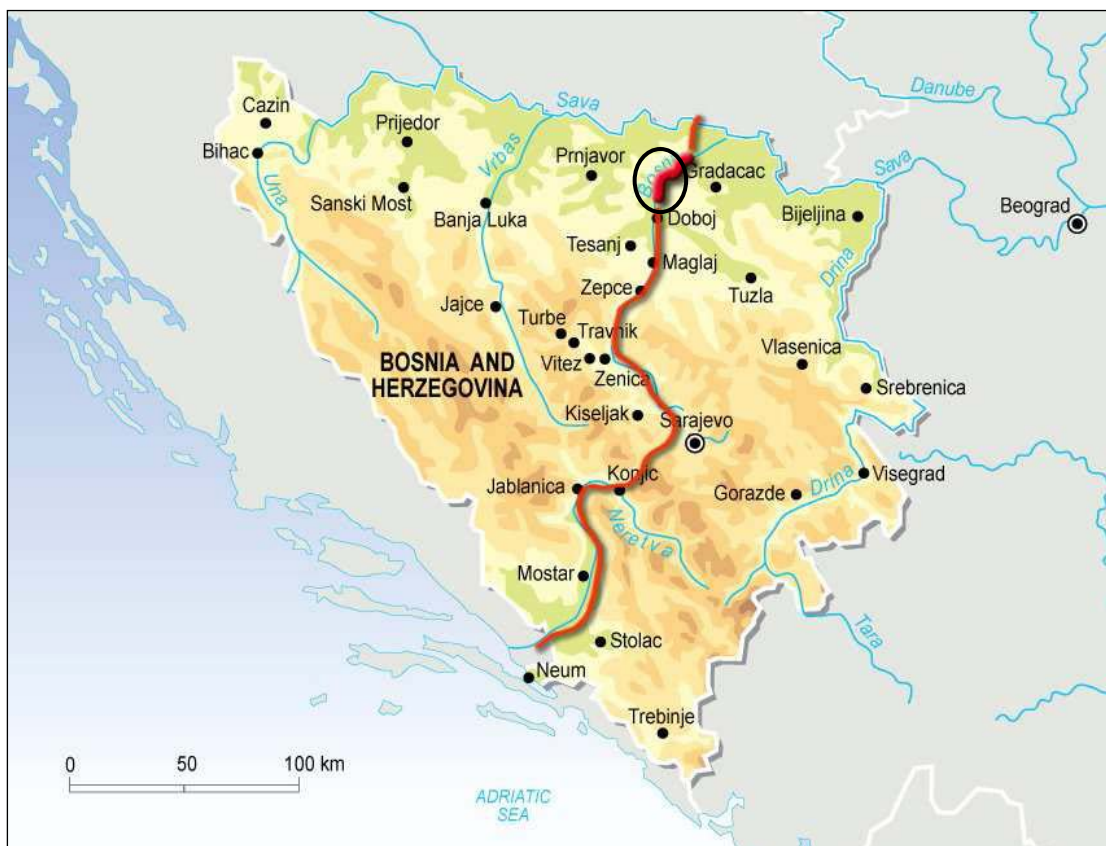 Danube
Sava
Cazin
Prijedor
Vrbas
Prnjavor
Sava
Bihac
Gradacac
Una
Sanski Most
Banja Luka
Doboj
Bijeljina
Beograd
Tesanj
Maglaj
Drina
Zepce
Tuzla
Jajce
Turbe
Travnik
BOSNIA AND
HERZEGOVINA
Vitez
Zenica
Vlasenica
Srebrenica
Kiseljak
Sarajevo
Jablanica
Konjic
Gorazde
Drina
Visegrad
Neretva
Mostar
Tara
Stolac
Neum
Trebinje
0 50 100 km
ADRIATIC
SEA